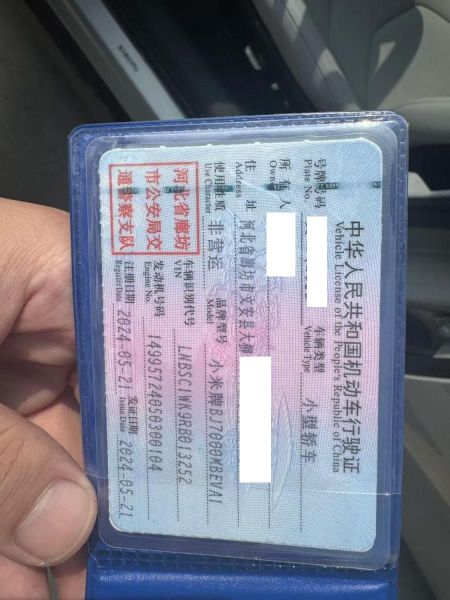 中华人民共和国机动车行驶证
Vehicle License of the People's Republic of China
号牌号码
Plate No.
车辆类型 小型轿车
Vehicle Type
所有人
Owner
住址 河北省廊坊市文安县大
Address
使用性质 非营运 品牌型号 小米牌BJ7000MBEVA1
Use Character Model
河北省廊坊
市公安局交
通警察支队
车辆识别代号 LNBSC1WK9RB013252
VIN
发动机号码 14995724050300104
Engine No.
注册日期 2024-05-21 发证日期 2024-05-21
Register Date Issue Date